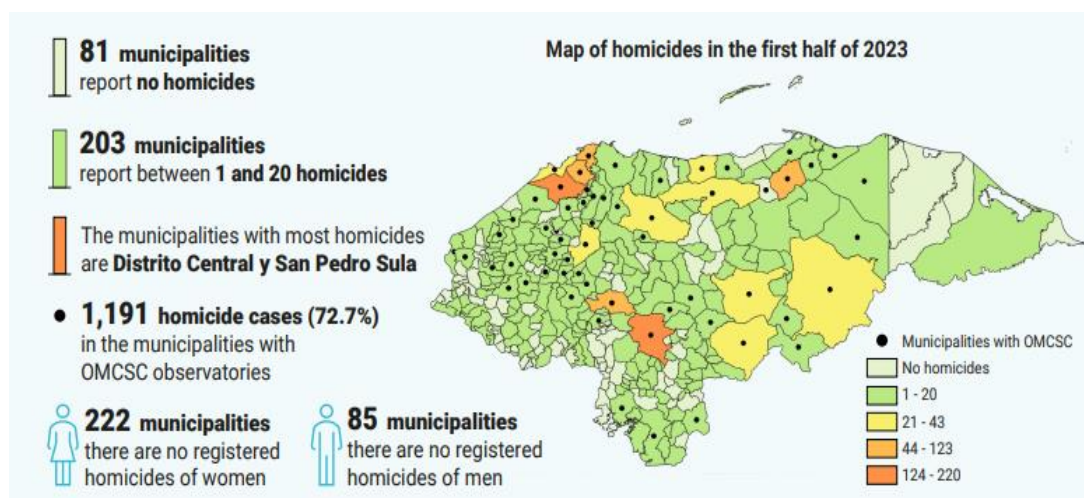 81 municipalities
report no homicides
203 municipalities
report between 1 and 20 homicides
The municipalities with most homicides
are Distrito Central y San Pedro Sula
1,191 homicide cases (72.7%)
in the municipalities with
OMCSC observatories
222 municipalities
there are no registered
homicides of women
85 municipalities
there are no registered
homicides of men
Map of homicides in the first half of 2023
Municipalities with OMCSC
No homicides
1 - 20
21 - 43
44 - 123
124 - 220